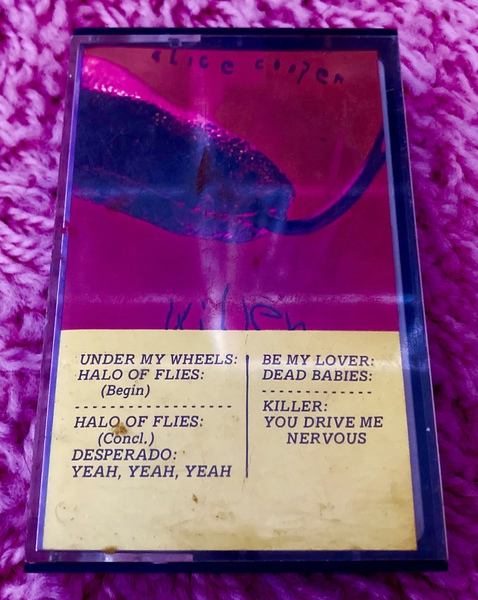 alice cooper
killer
UNDER MY WHEELS:
HALO OF FLIES:
(Begin)
HALO OF FLIES:
(Concl.)
DESPERADO:
YEAH, YEAH, YEAH
BE MY LOVER:
DEAD BABIES:
KILLER:
YOU DRIVE ME
NERVOUS